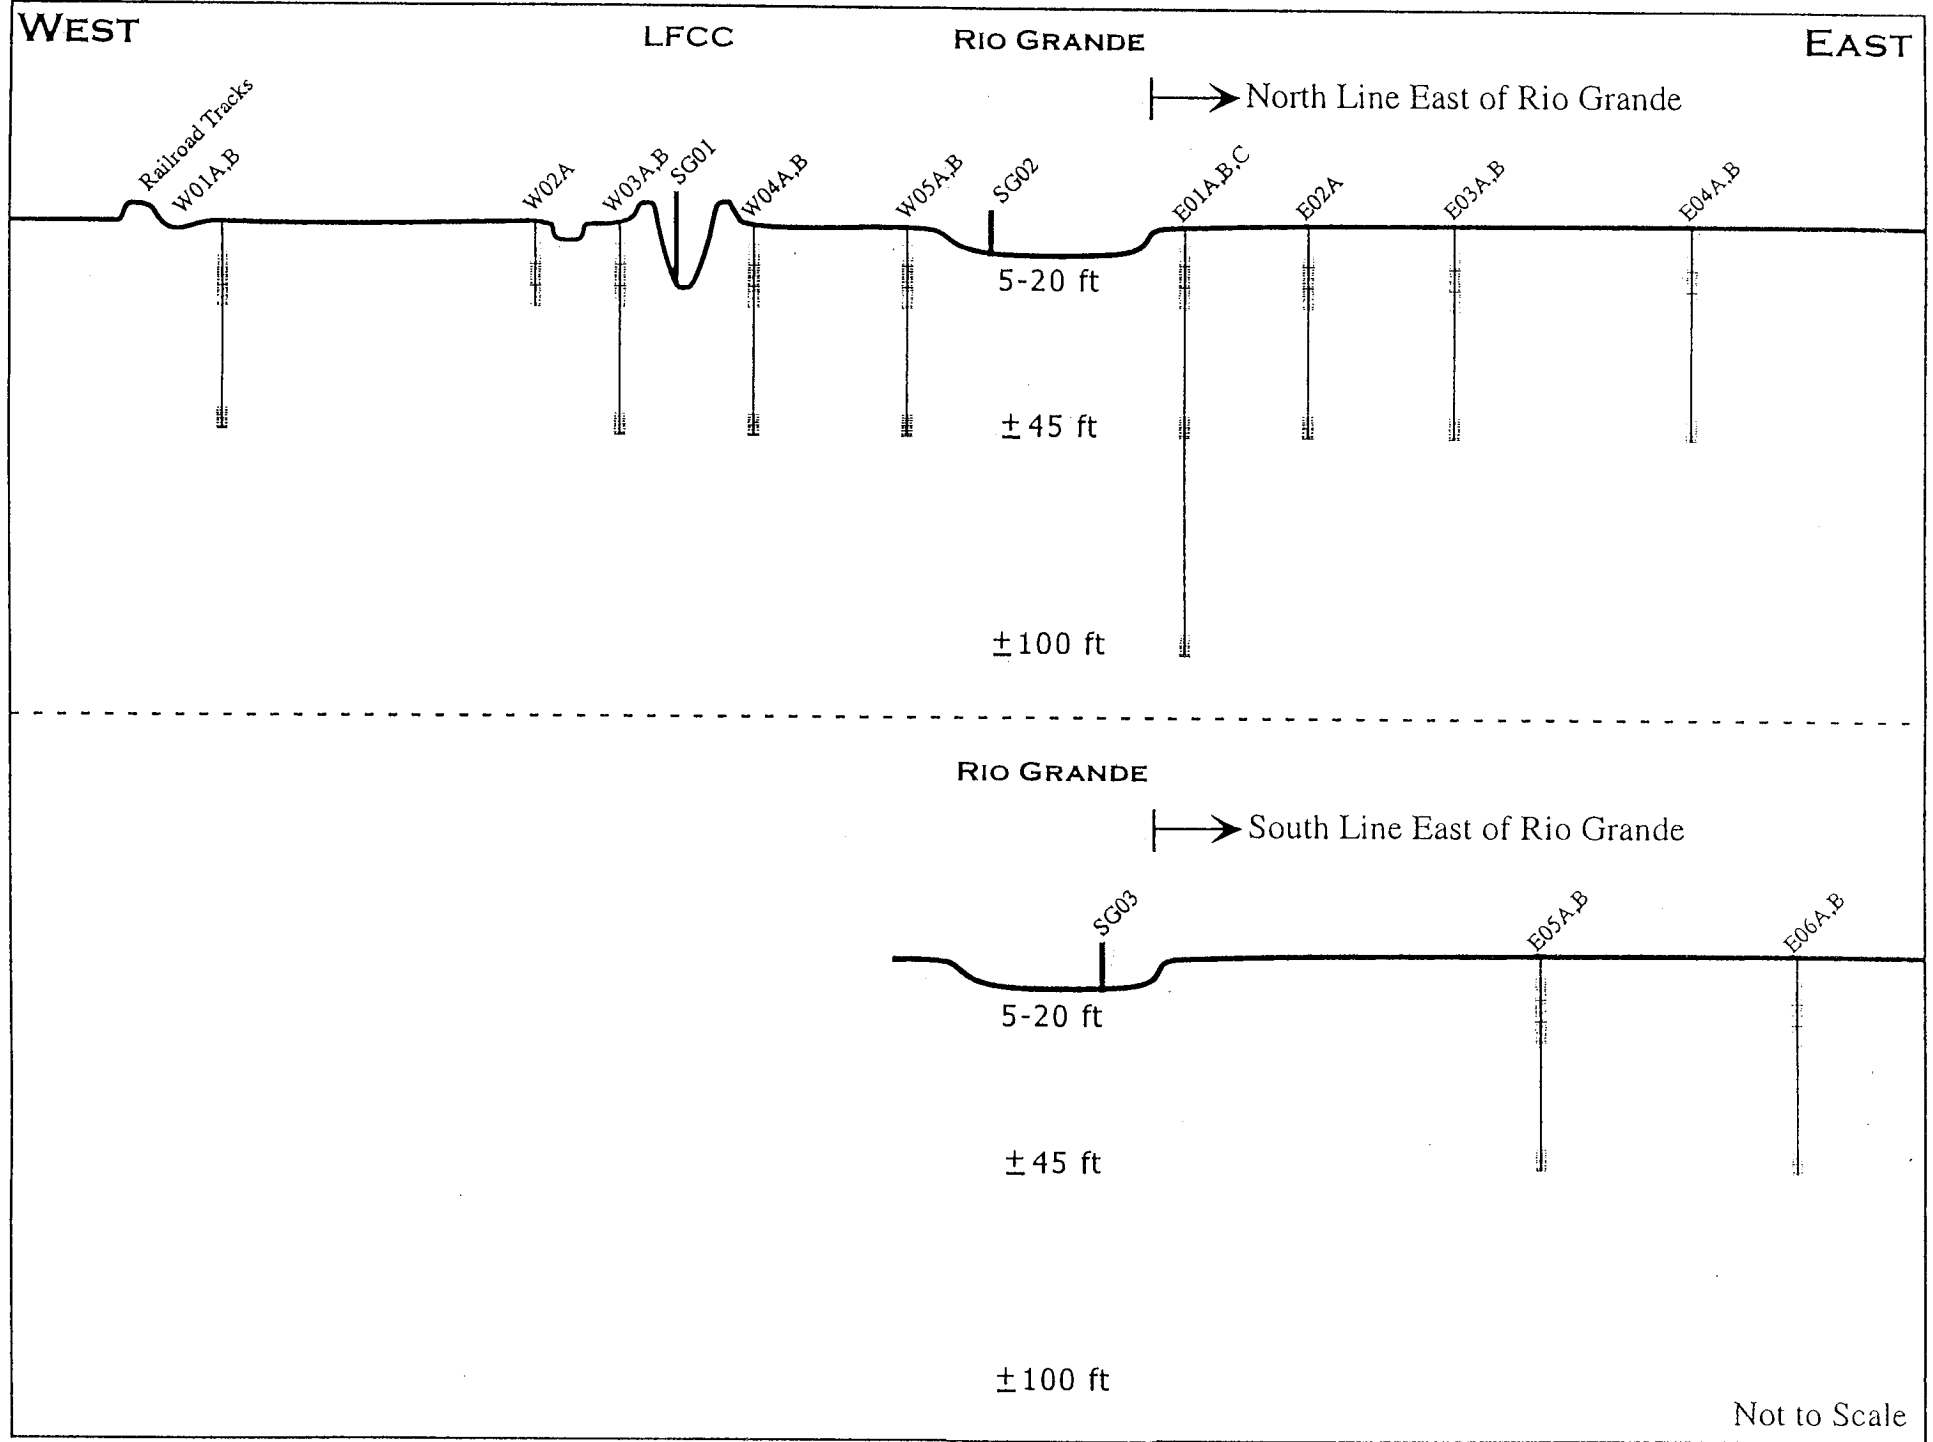 WEST
LFCC
RIO GRANDE
EAST
North Line East of Rio Grande
Railroad Tracks
W01A,B
W02A
W03A,B
SG01
W04A,B
W05A,B
SG02
E01A,B,C
E02A
E03A,B
E04A,B
5-20 ft
± 45 ft
±100 ft
RIO GRANDE
South Line East of Rio Grande
SG03
E05A,B
E06A,B
5-20 ft
± 45 ft
±100 ft
Not to Scale